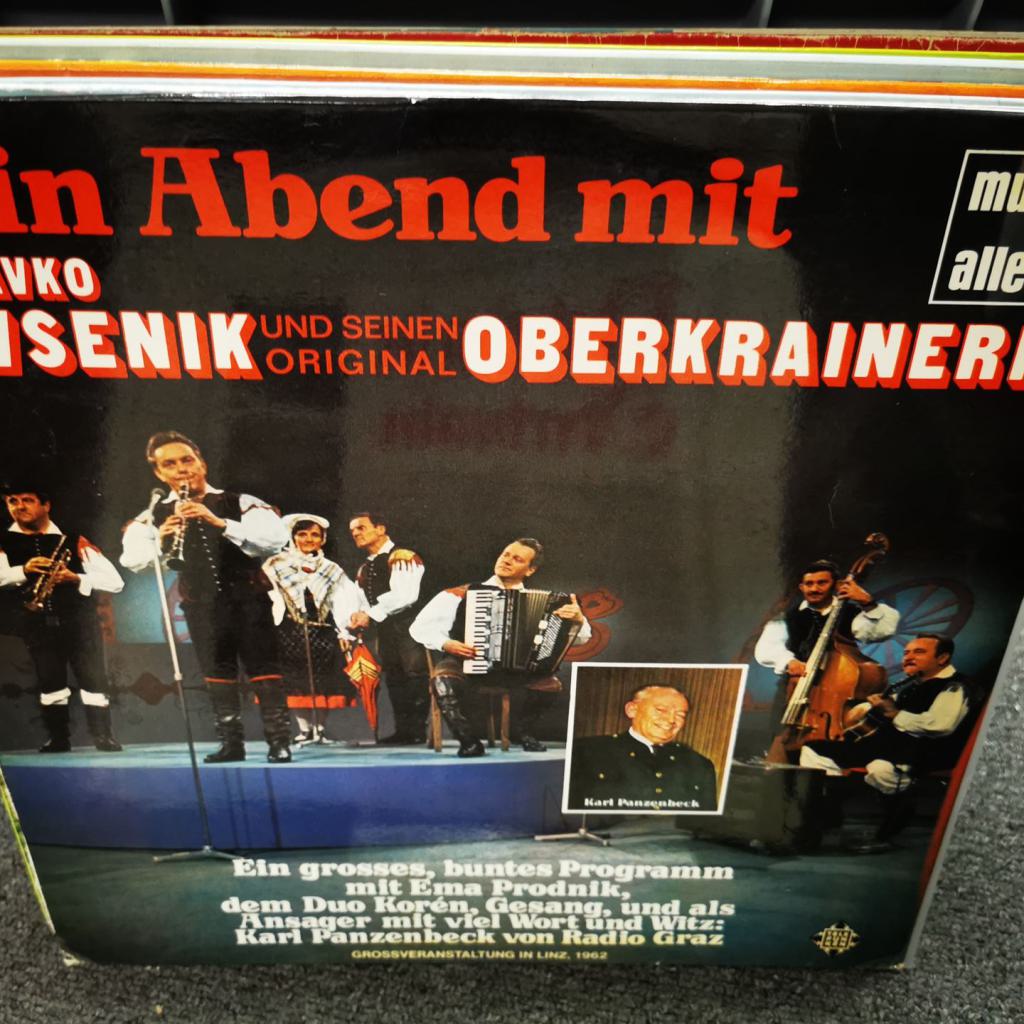 in Abend mit
mu
alle
VKO
SENIK UND SEINEN ORIGINAL OBERKRAINER
Karl Panzenbeck
Ein grosses, buntes Programm
mit Ema Prodnik,
dem Duo Korén, Gesang, und als
Ansager mit viel Wort und Witz:
Karl Panzenbeck von Radio Graz
GROSSVERANSTALTUNG IN LINZ, 1962